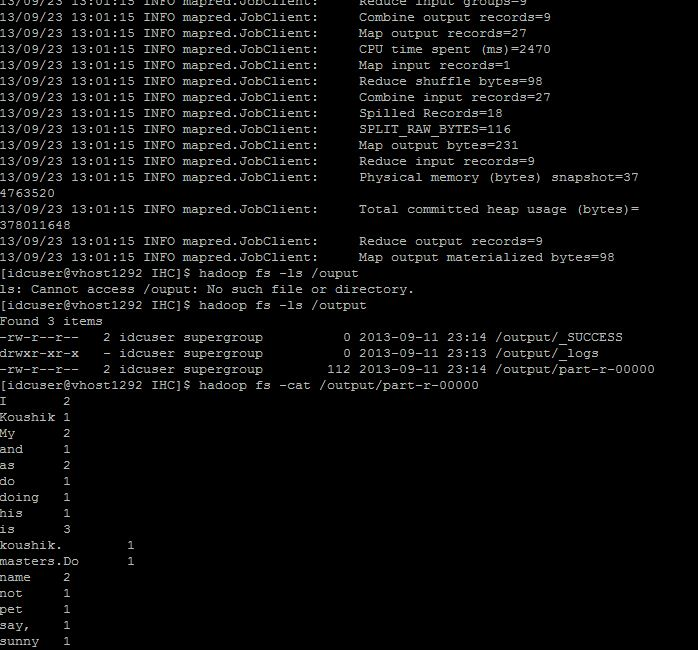 13/09/23 13:01:15 INFO mapred.JobClient:     Reduce input groups=9
13/09/23 13:01:15 INFO mapred.JobClient:     Combine output records=9
13/09/23 13:01:15 INFO mapred.JobClient:     Map output records=27
13/09/23 13:01:15 INFO mapred.JobClient:     CPU time spent (ms)=2470
13/09/23 13:01:15 INFO mapred.JobClient:     Map input records=1
13/09/23 13:01:15 INFO mapred.JobClient:     Reduce shuffle bytes=98
13/09/23 13:01:15 INFO mapred.JobClient:     Combine input records=27
13/09/23 13:01:15 INFO mapred.JobClient:     Spilled Records=18
13/09/23 13:01:15 INFO mapred.JobClient:     SPLIT_RAW_BYTES=116
13/09/23 13:01:15 INFO mapred.JobClient:     Map output bytes=231
13/09/23 13:01:15 INFO mapred.JobClient:     Reduce input records=9
13/09/23 13:01:15 INFO mapred.JobClient:     Physical memory (bytes) snapshot=37
4763520
13/09/23 13:01:15 INFO mapred.JobClient:     Total committed heap usage (bytes)=
378011648
13/09/23 13:01:15 INFO mapred.JobClient:     Reduce output records=9
13/09/23 13:01:15 INFO mapred.JobClient:     Map output materialized bytes=98
[idcuser@vhost1292 IHC]$ hadoop fs -ls /ouput
ls: Cannot access /ouput: No such file or directory.
[idcuser@vhost1292 IHC]$ hadoop fs -ls /output
Found 3 items
-rw-r--r--   2 idcuser supergroup          0 2013-09-11 23:14 /output/_SUCCESS
drwxr-xr-x   - idcuser supergroup          0 2013-09-11 23:13 /output/_logs
-rw-r--r--   2 idcuser supergroup        112 2013-09-11 23:14 /output/part-r-00000
[idcuser@vhost1292 IHC]$ hadoop fs -cat /output/part-r-00000
I       2
Koushik 1
My      2
and     1
as      2
do      1
doing   1
his     1
is      3
koushik.        1
masters.Do      1
name    2
not     1
pet     1
say,    1
sunny   1